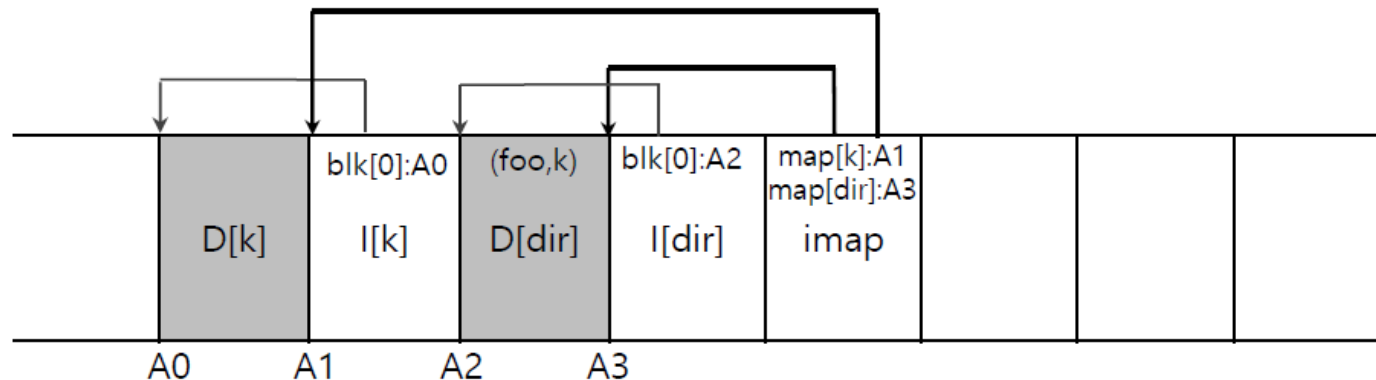 blk[0]:A0
(foo,k)
blk[0]:A2
map[k]:A1
map[dir]:A3
D[k]
I[k]
D[dir]
I[dir]
imap
A0
A1
A2
A3